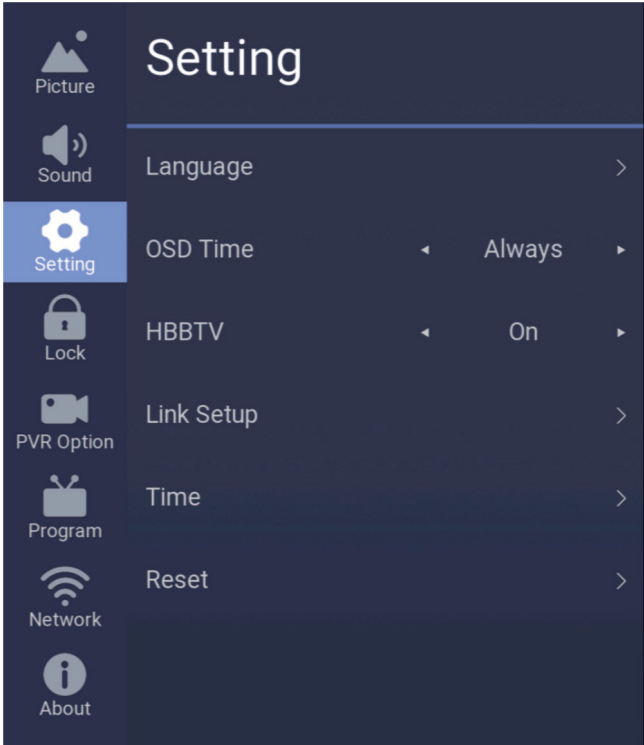 Setting
Picture
Sound
Setting
Lock
PVR Option
Program
Network
About
Language
OSD Time Always
HBBTV On
Link Setup
Time
Reset